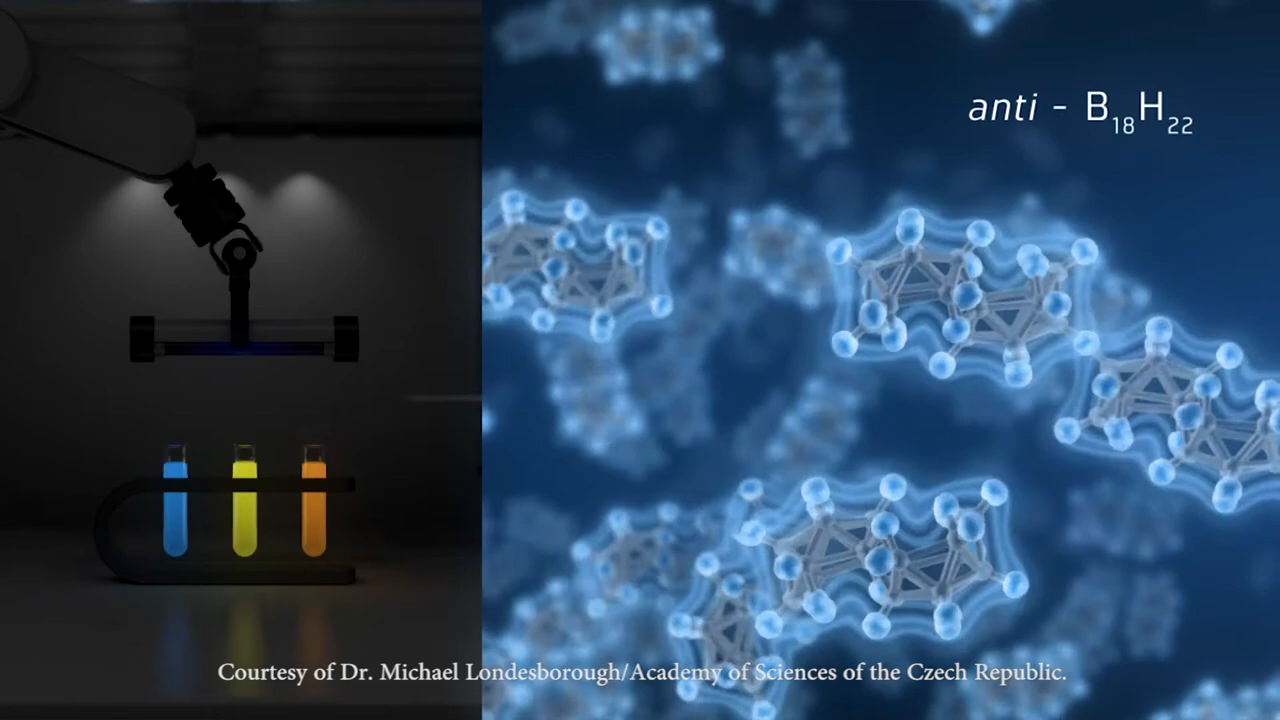 anti - B₁₈H₂₂
Courtesy of Dr. Michael Londesborough/Academy of Sciences of the Czech Republic.